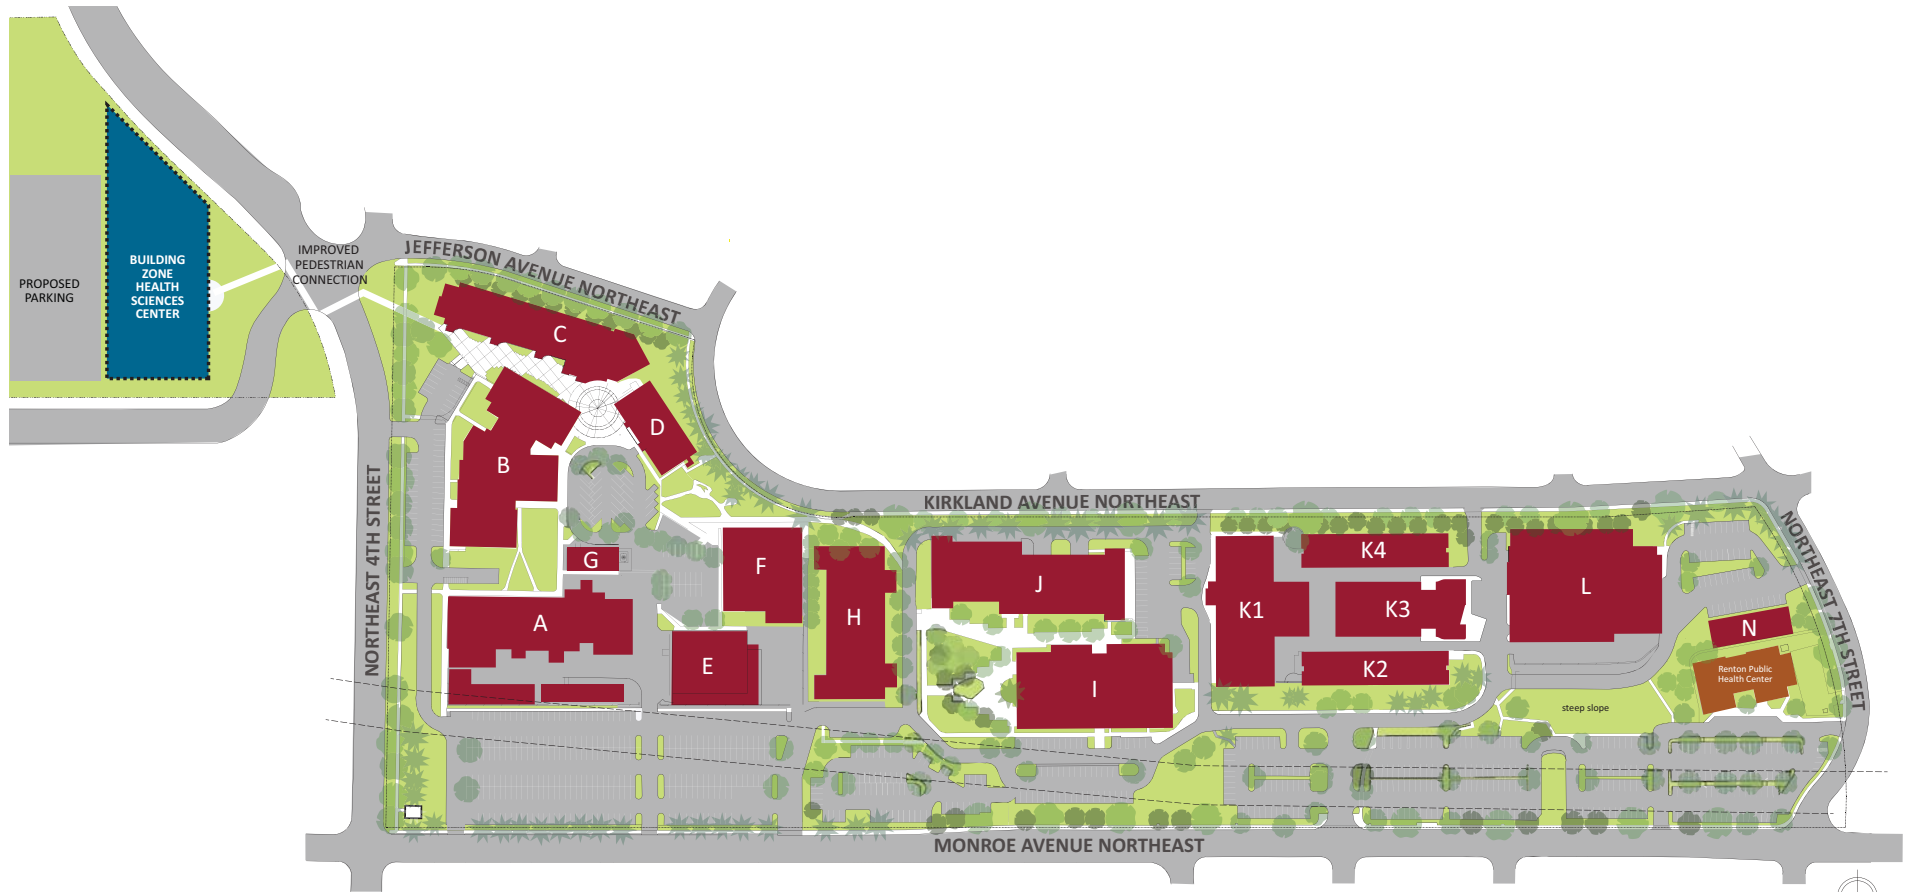 PROPOSED
PARKING
BUILDING
ZONE
HEALTH
SCIENCES
CENTER
IMPROVED
PEDESTRIAN
CONNECTION
JEFFERSON AVENUE NORTHEAST
C
D
B
NORTHEAST 4TH STREET
G
A
F
E
H
KIRKLAND AVENUE NORTHEAST
J
I
K4
K1
K3
K2
L
N
NORTHEAST 7TH STREET
Renton Public
Health Center
steep slope
MONROE AVENUE NORTHEAST